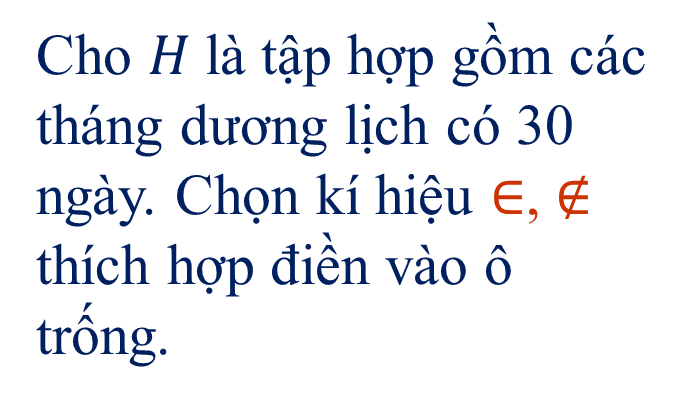 Cho H là tập hợp gồm các
tháng dương lịch có 30
ngày. Chọn kí hiệu ∈, ∉
thích hợp điền vào ô
trống.